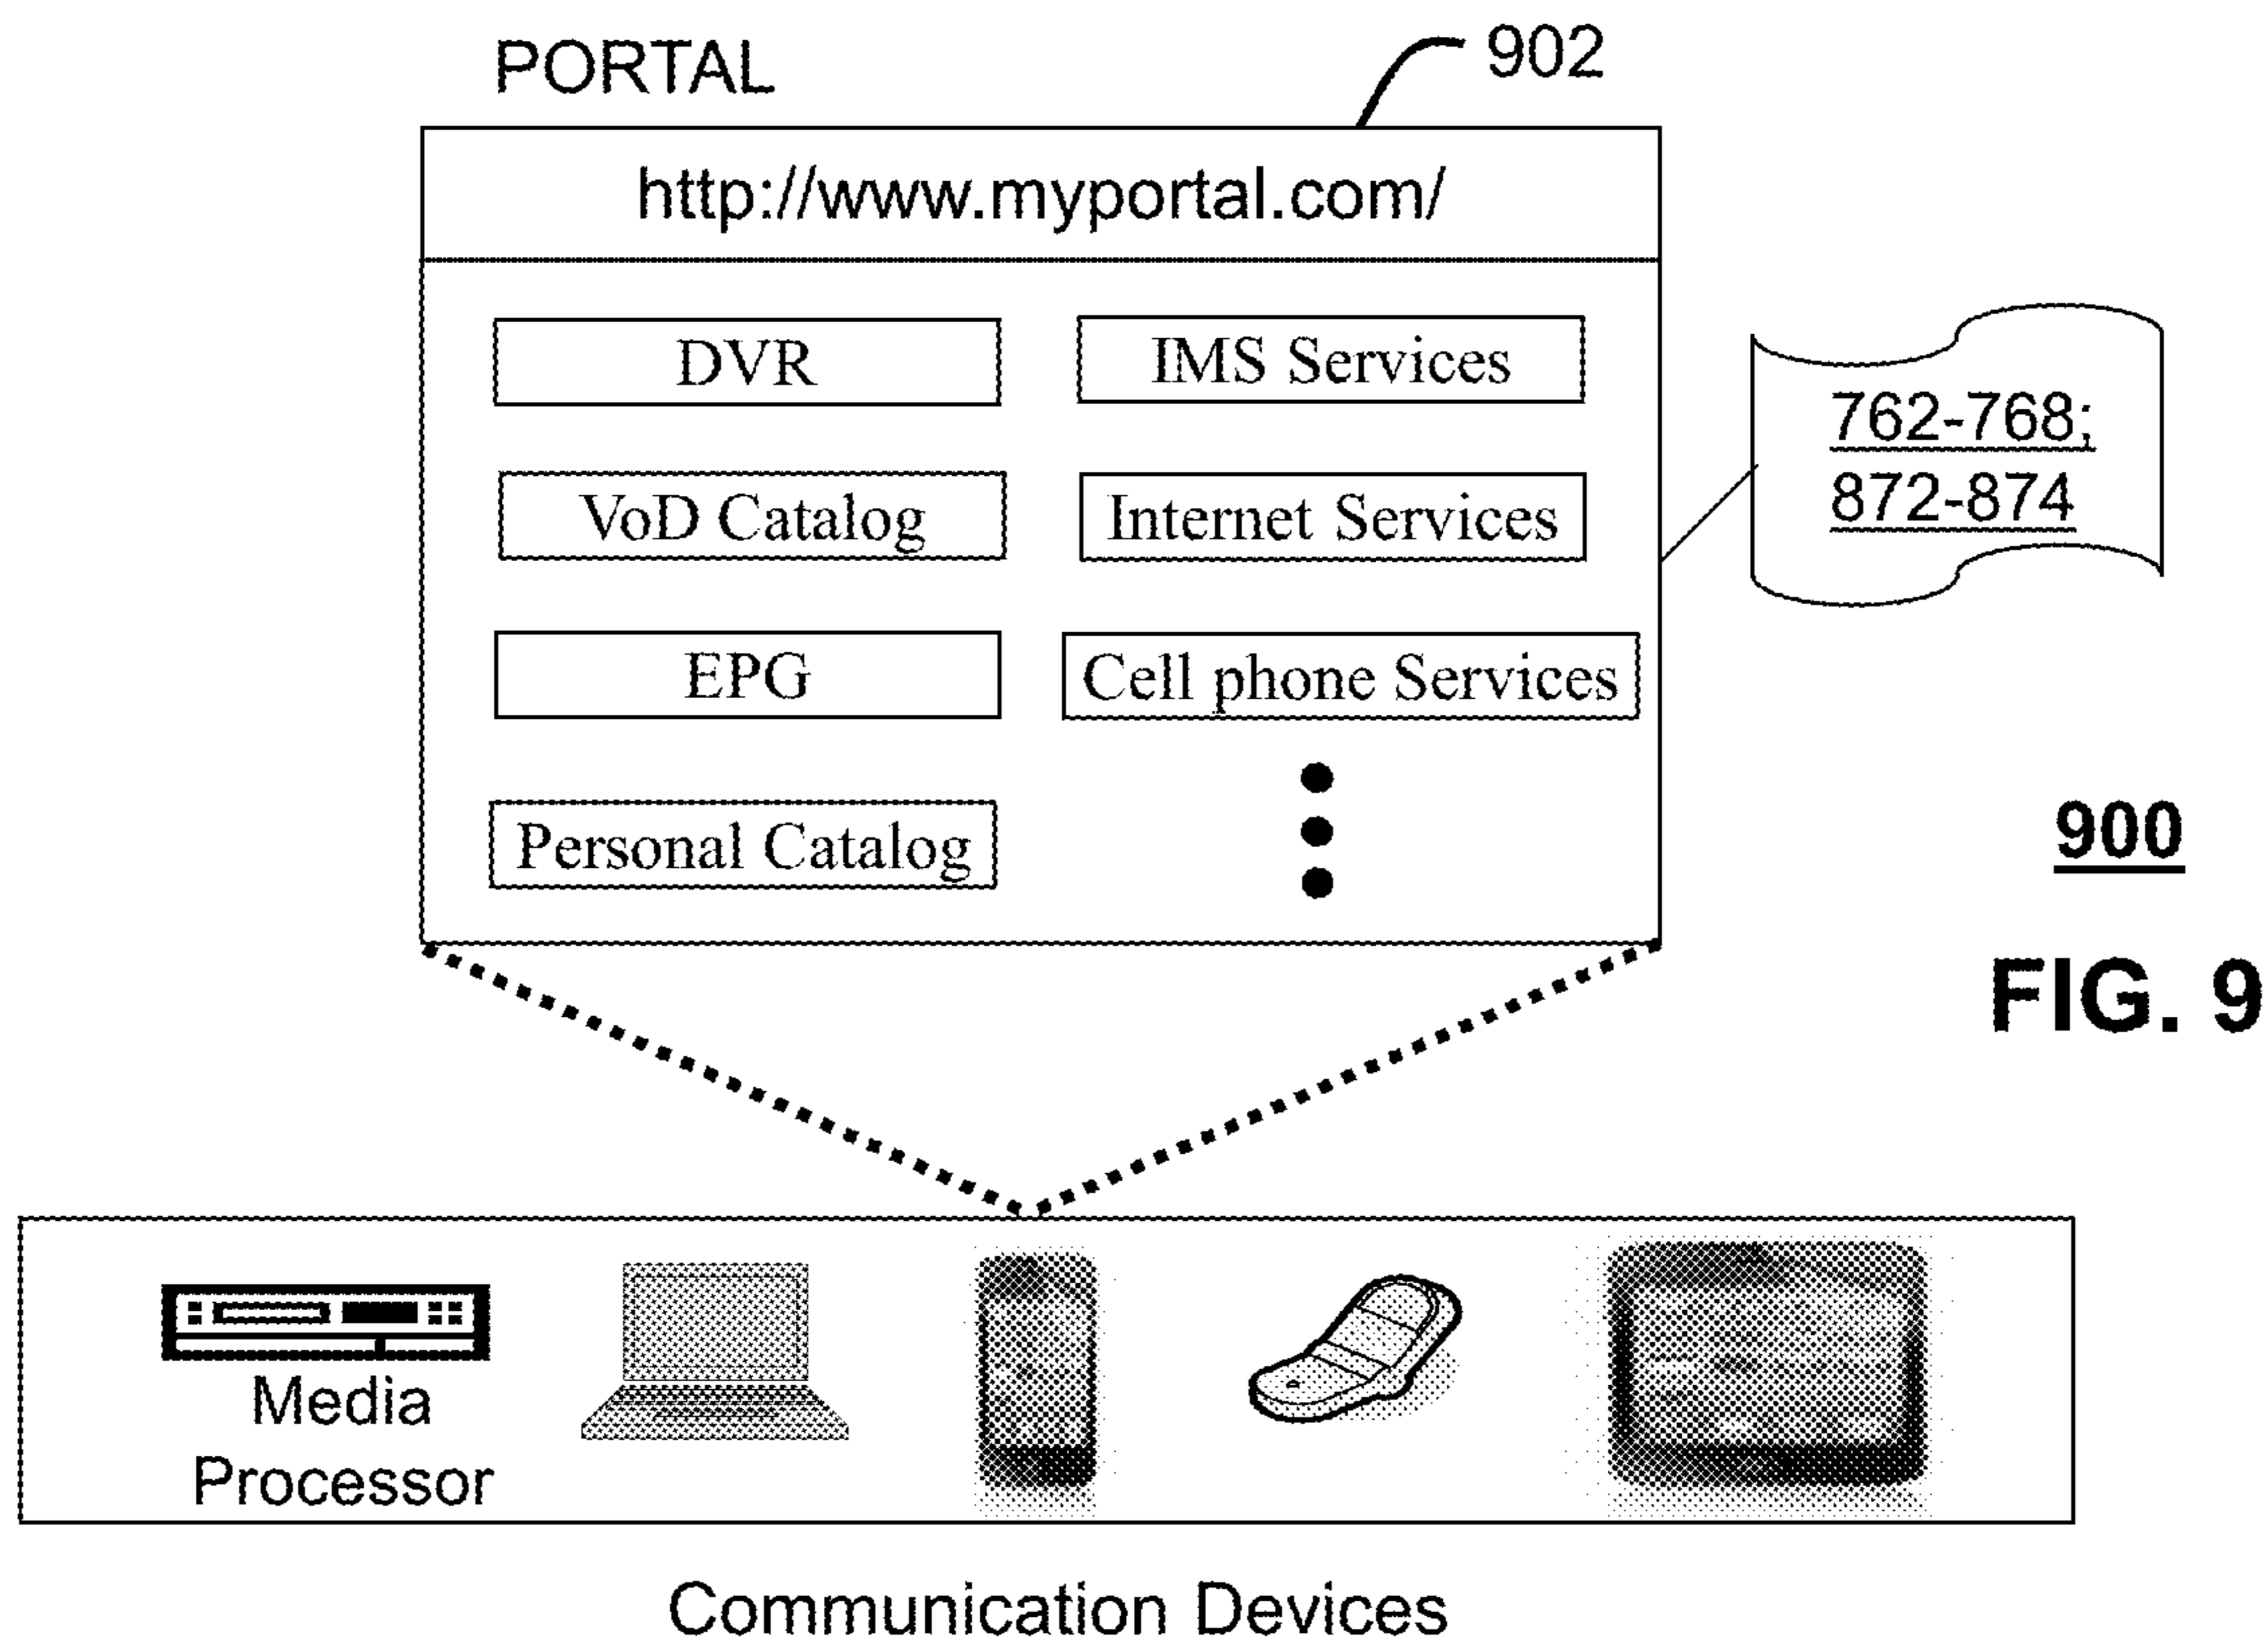 PORTAL
902
http://www.myportal.com/
DVR
IMS Services
VoD Catalog
Internet Services
EPG
Cell phone Services
Personal Catalog
762-768;
872-874
900
FIG. 9
Media
Processor
Communication Devices